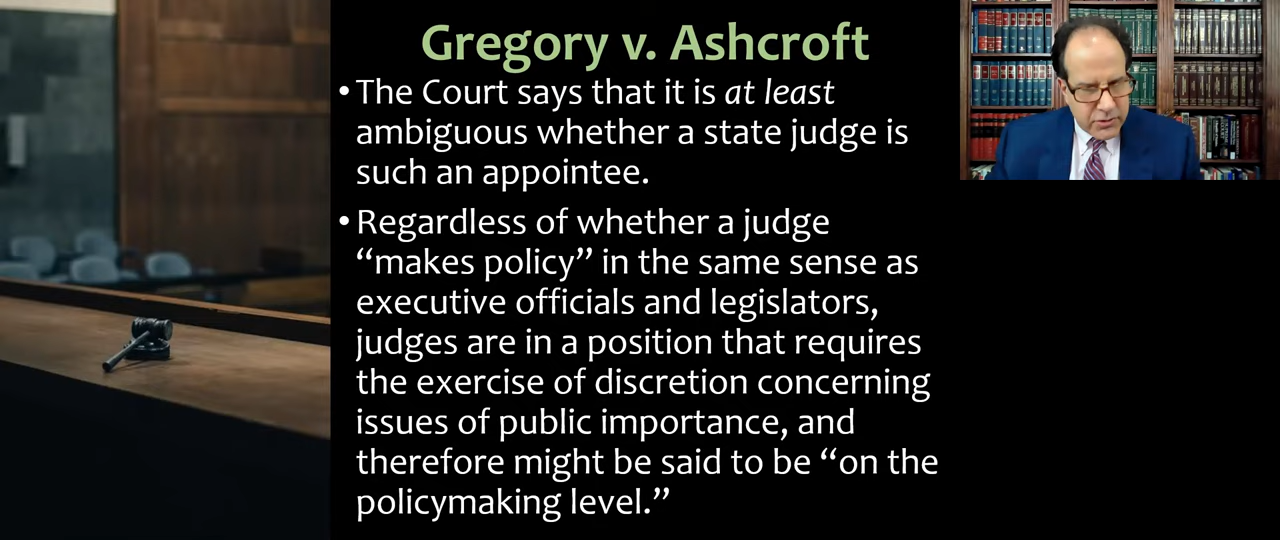 Gregory v. Ashcroft
• The Court says that it is at least
ambiguous whether a state judge is
such an appointee.
• Regardless of whether a judge
“makes policy” in the same sense as
executive officials and legislators,
judges are in a position that requires
the exercise of discretion concerning
issues of public importance, and
therefore might be said to be “on the
policymaking level.”